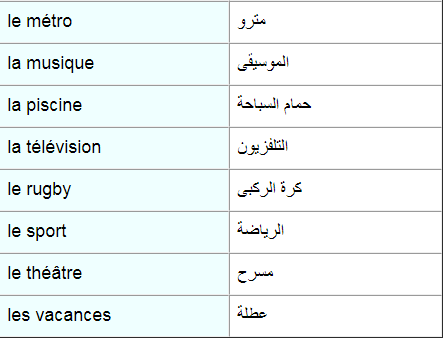 le métro مترو
la musique الموسيقى
la piscine حمام السباحة
la télévision التلفزيون
le rugby كرة الركبى
le sport الرياضة
le théâtre مسرح
les vacances عطلة